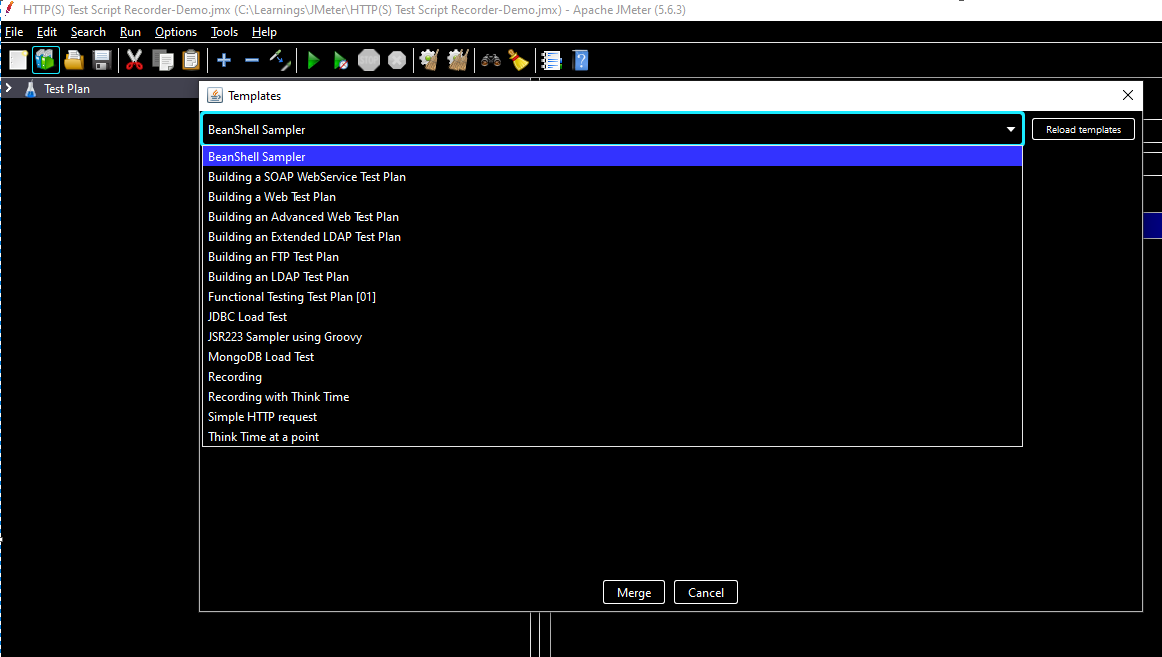 HTTP(S) Test Script Recorder-Demo.jmx (C:\Learnings\JMeter\HTTP(S) Test Script Recorder-Demo.jmx) - Apache JMeter (5.6.3)
File Edit Search Run Options Tools Help
STOP
Test Plan
Templates
BeanShell Sampler
Reload templates
BeanShell Sampler
Building a SOAP WebService Test Plan
Building a Web Test Plan
Building an Advanced Web Test Plan
Building an Extended LDAP Test Plan
Building an FTP Test Plan
Building an LDAP Test Plan
Functional Testing Test Plan [01]
JDBC Load Test
JSR223 Sampler using Groovy
MongoDB Load Test
Recording
Recording with Think Time
Simple HTTP request
Think Time at a point
Merge Cancel